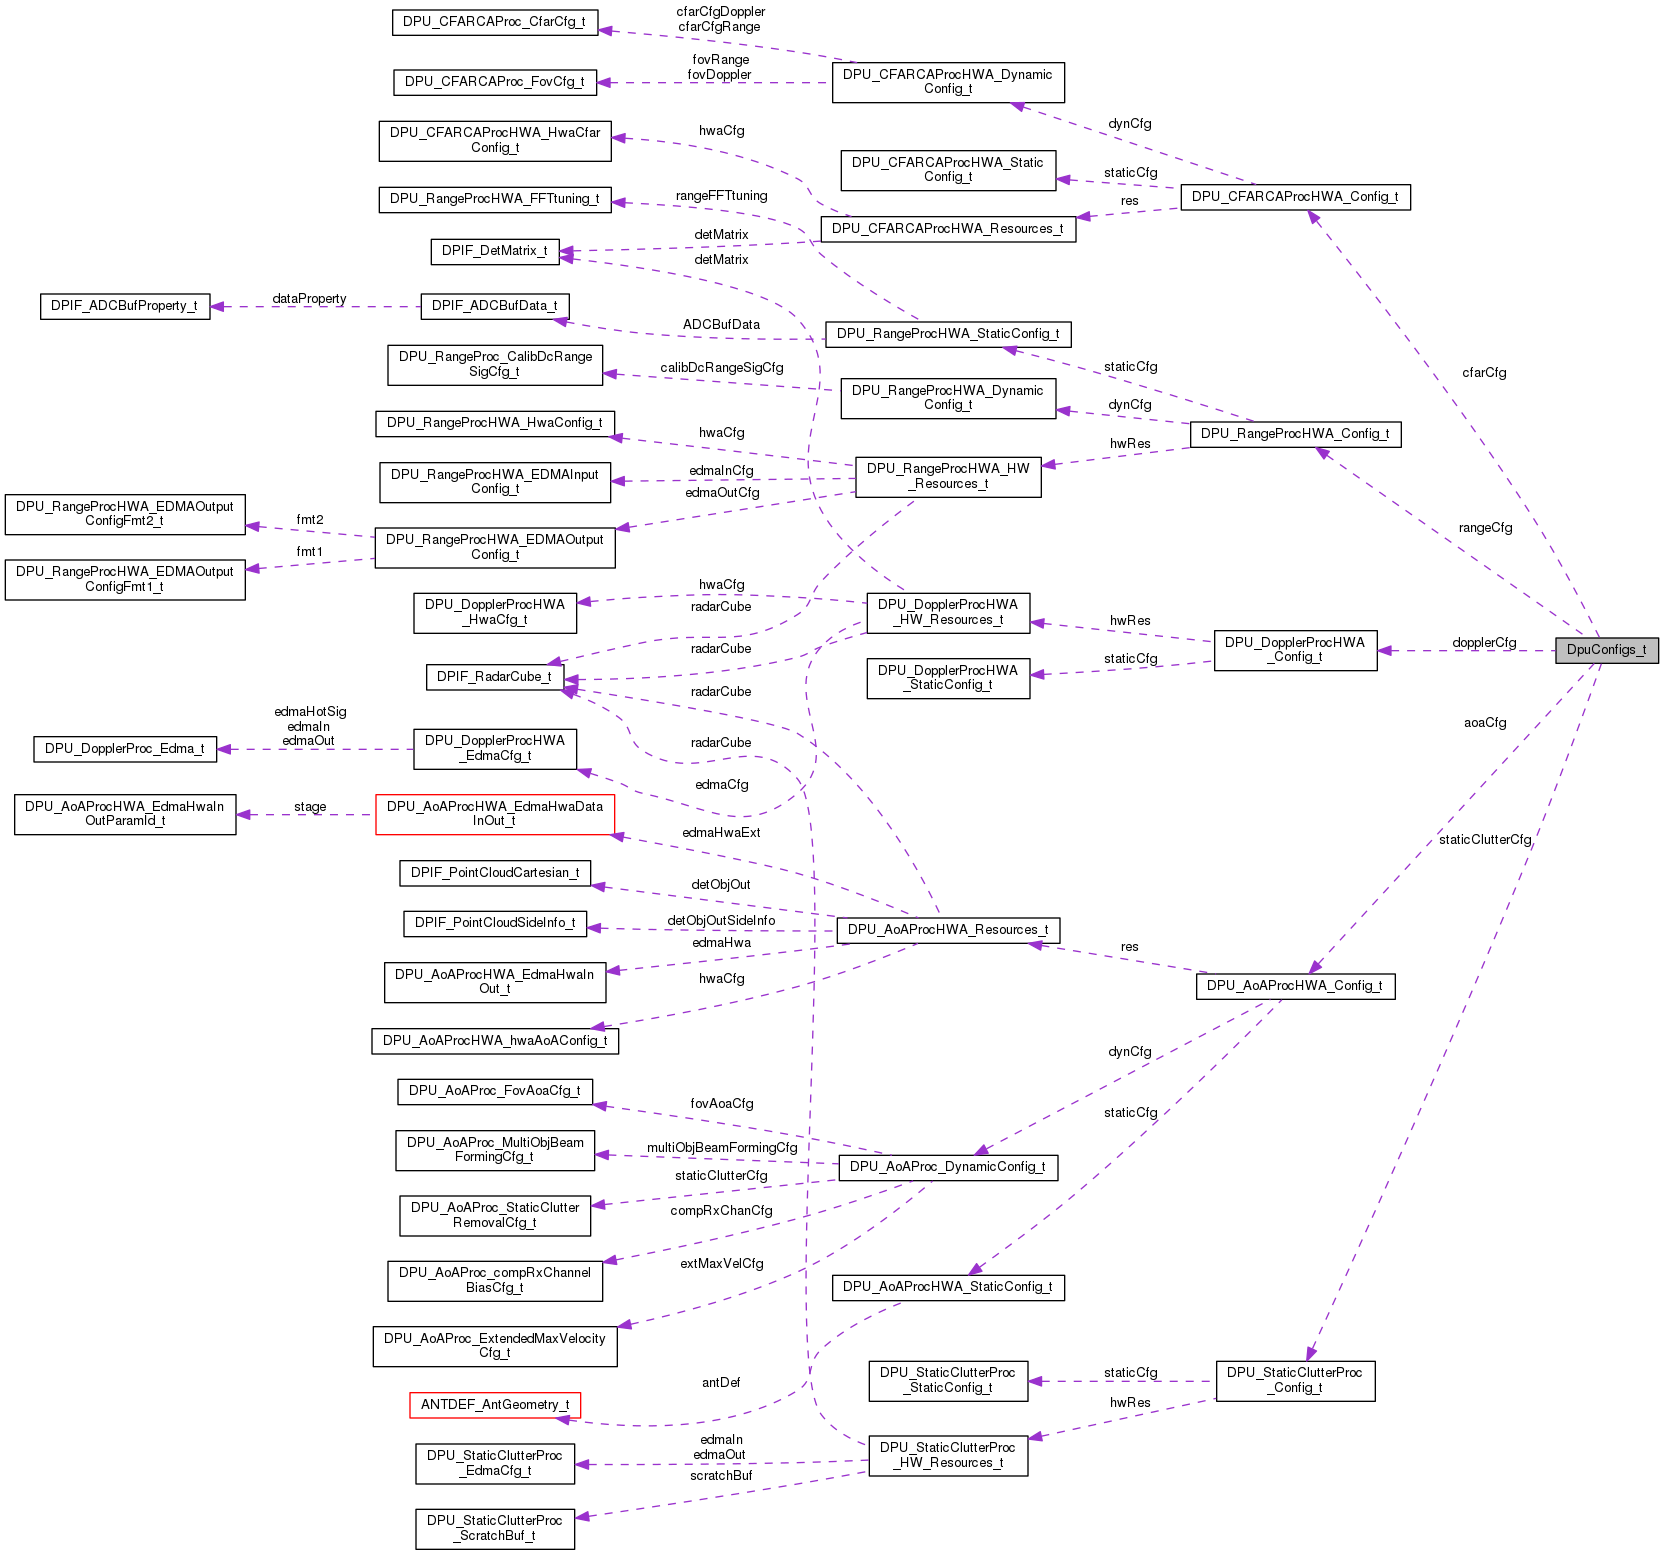 DPU_CFARCAProc_CfarCfg_t
cfarCfgDoppler
cfarCfgRange
DPU_CFARCAProc_FovCfg_t
fovRange
fovDoppler
DPU_CFARCAProcHWA_Dynamic
Config_t
DPU_CFARCAProcHWA_HwaCfar
Config_t
hwaCfg
dynCfg
DPU_CFARCAProcHWA_Static
Config_t
staticCfg
DPU_CFARCAProcHWA_Config_t
DPU_RangeProcHWA_FFTtuning_t
rangeFFTtuning
res
DPU_CFARCAProcHWA_Resources_t
DPIF_DetMatrix_t
detMatrix
detMatrix
DPIF_ADCBufProperty_t
dataProperty
DPIF_ADCBufData_t
ADCBufData
DPU_RangeProcHWA_StaticConfig_t
DPU_RangeProc_CalibDcRange
SigCfg_t
calibDcRangeSigCfg
DPU_RangeProcHWA_Dynamic
Config_t
staticCfg
dynCfg
cfarCfg
DPU_RangeProcHWA_HwaConfig_t
hwaCfg
hwRes
DPU_RangeProcHWA_Config_t
DPU_RangeProcHWA_EDMAInput
Config_t
edmaInCfg
edmaOutCfg
DPU_RangeProcHWA_HW
_Resources_t
DPU_RangeProcHWA_EDMAOutput
ConfigFmt2_t
fmt2
fmt1
DPU_RangeProcHWA_EDMAOutput
Config_t
rangeCfg
DPU_RangeProcHWA_EDMAOutput
ConfigFmt1_t
DPU_DopplerProcHWA
_HwaCfg_t
hwaCfg
radarCube
DPU_DopplerProcHWA
_HW_Resources_t
hwRes
DPU_DopplerProcHWA
_Config_t
dopplerCfg
DpuConfigs_t
DPIF_RadarCube_t
radarCube
radarCube
radarCube
DPU_DopplerProcHWA
_StaticConfig_t
staticCfg
DPU_DopplerProc_Edma_t
edmaHotSig
edmaIn
edmaOut
DPU_DopplerProcHWA
_EdmaCfg_t
edmaCfg
aoaCfg
DPU_AoAProcHWA_EdmaHwaIn
OutParamId_t
stage
DPU_AoAProcHWA_EdmaHwaData
InOut_t
edmaHwaExt
staticClutterCfg
DPIF_PointCloudCartesian_t
detObjOut
DPIF_PointCloudSideInfo_t
detObjOutSideInfo
DPU_AoAProcHWA_Resources_t
DPU_AoAProcHWA_EdmaHwaIn
Out_t
edmaHwa
hwaCfg
res
DPU_AoAProcHWA_Config_t
DPU_AoAProcHWA_hwaAoAConfig_t
DPU_AoAProc_FovAoaCfg_t
fovAoaCfg
dynCfg
staticCfg
DPU_AoAProc_MultiObjBeam
FormingCfg_t
multiObjBeamFormingCfg
DPU_AoAProc_DynamicConfig_t
DPU_AoAProc_StaticClutter
RemovalCfg_t
staticClutterCfg
compRxChanCfg
DPU_AoAProc_compRxChannel
BiasCfg_t
extMaxVelCfg
DPU_AoAProcHWA_StaticConfig_t
DPU_AoAProc_ExtendedMaxVelocity
Cfg_t
ANTDEF_AntGeometry_t
antDef
DPU_StaticClutterProc
_StaticConfig_t
staticCfg
hwRes
DPU_StaticClutterProc
_Config_t
DPU_StaticClutterProc
_EdmaCfg_t
edmaIn
edmaOut
scratchBuf
DPU_StaticClutterProc
_HW_Resources_t
DPU_StaticClutterProc
_ScratchBuf_t